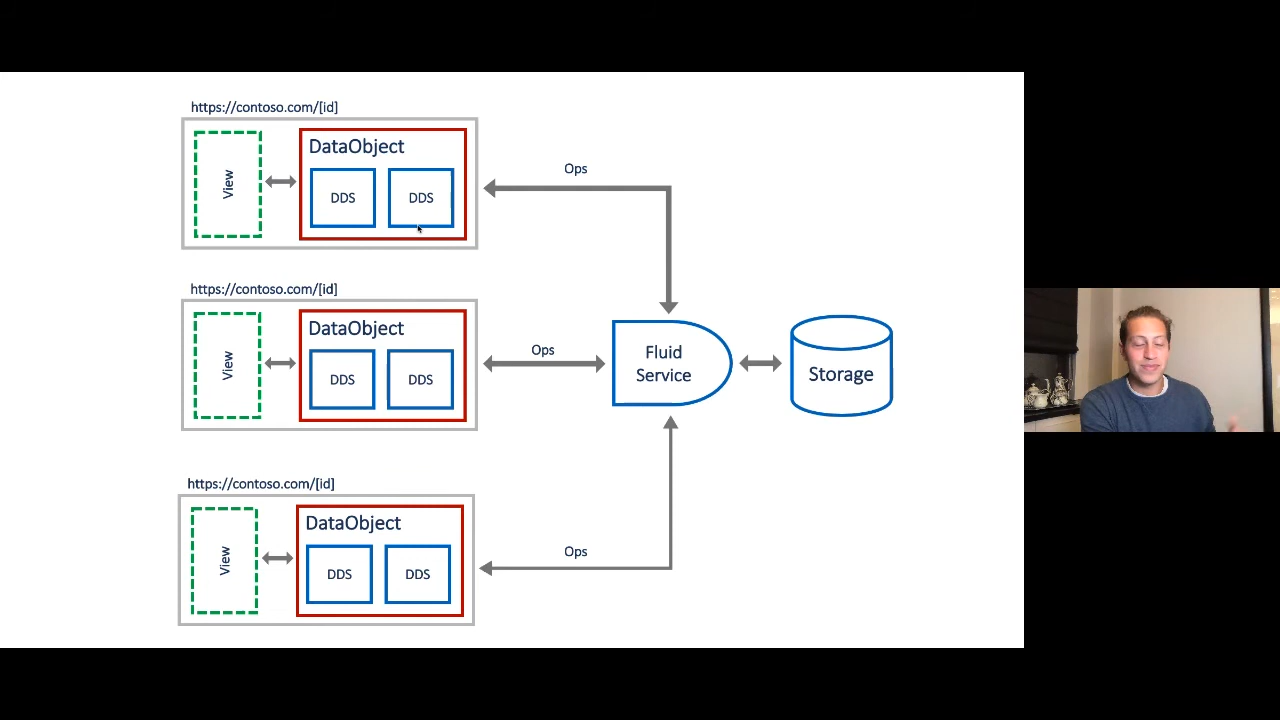 https://contoso.com/[id]
View
DataObject
DDS
DDS
Ops
https://contoso.com/[id]
View
DataObject
DDS
DDS
Ops
Fluid
Service
Storage
https://contoso.com/[id]
View
DataObject
DDS
DDS
Ops